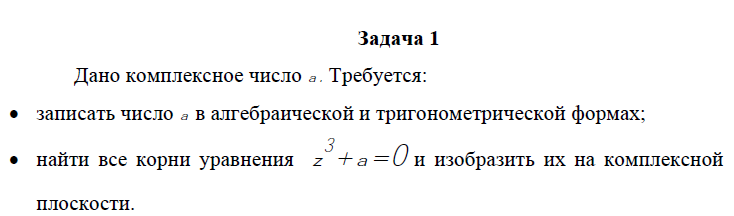 Задача 1
Дано комплексное число a. Требуется:
• записать число a в алгебраической и тригонометрической формах;
• найти все корни уравнения z³+a=0 и изобразить их на комплексной
плоскости.